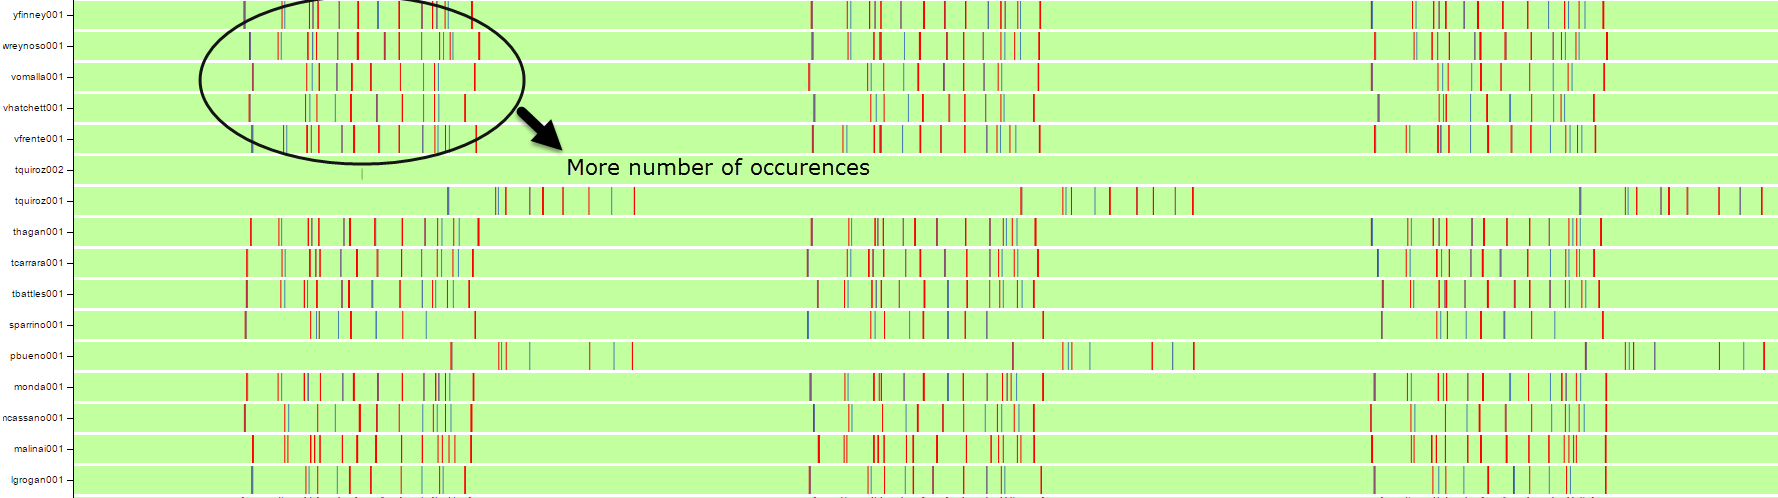 yfinney001
wreynoso001
vomalla001
vhatchett001
vfrente001
More number of occurences
tquiroz002
tquiroz001
thagan001
tcarrara001
tbattles001
sparrino001
pbueno001
monda001
ncassano001
malinai001
lgrogan001